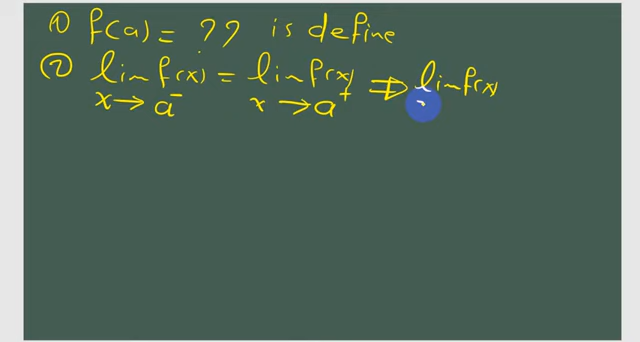 ① f(a) = ?? is define
② lim f(x) = lim f(x) ⇒ lim f(x)
x → a⁻ x → a⁺